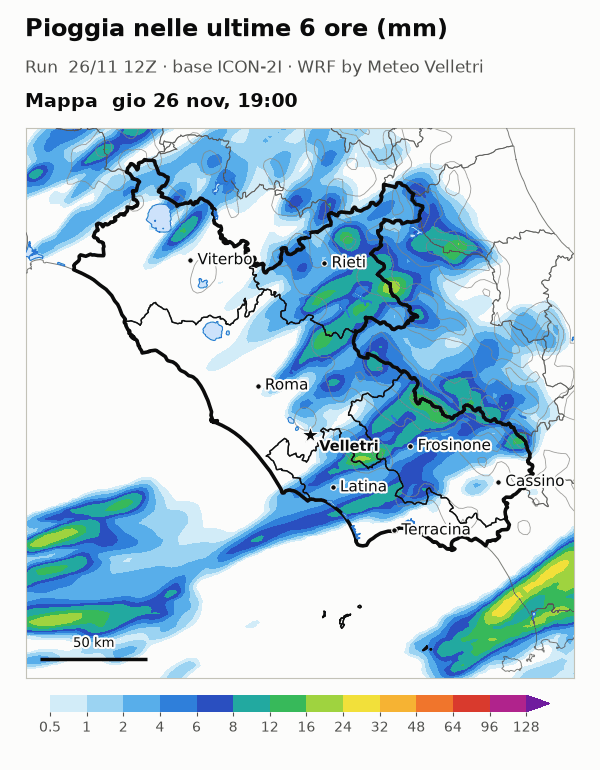 Pioggia nelle ultime 6 ore (mm)
Run 26/11 12Z · base ICON-2I · WRF by Meteo Velletri
Mappa gio 26 nov, 19:00
Viterbo
Rieti
Roma
Velletri
Frosinone
Latina
Cassino
Terracina
50 km
0.5 1 2 4 6 8 12 16 24 32 48 64 96 128